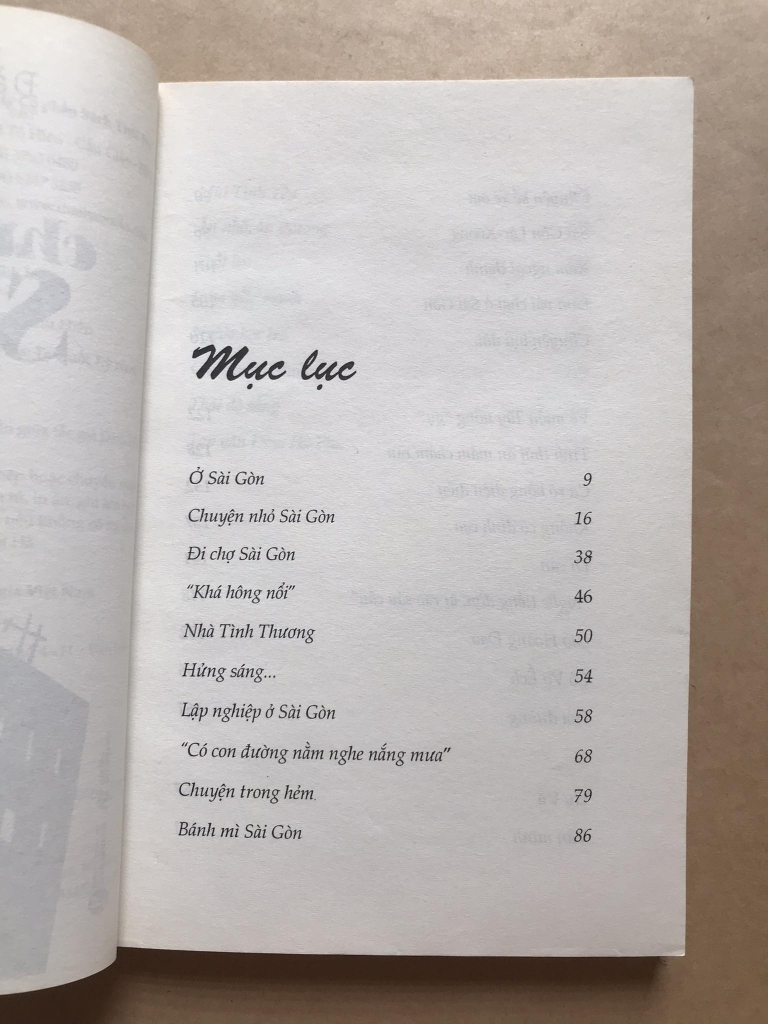 Mục lục
Ở Sài Gòn 9
Chuyện nhỏ Sài Gòn 16
Đi chợ Sài Gòn 38
“Khá hông nổi” 46
Nhà Tình Thương 50
Hửng sáng... 54
Lập nghiệp ở Sài Gòn 58
“Có con đường nằm nghe nắng mưa” 68
Chuyện trong hẻm 79
Bánh mì Sài Gòn 86